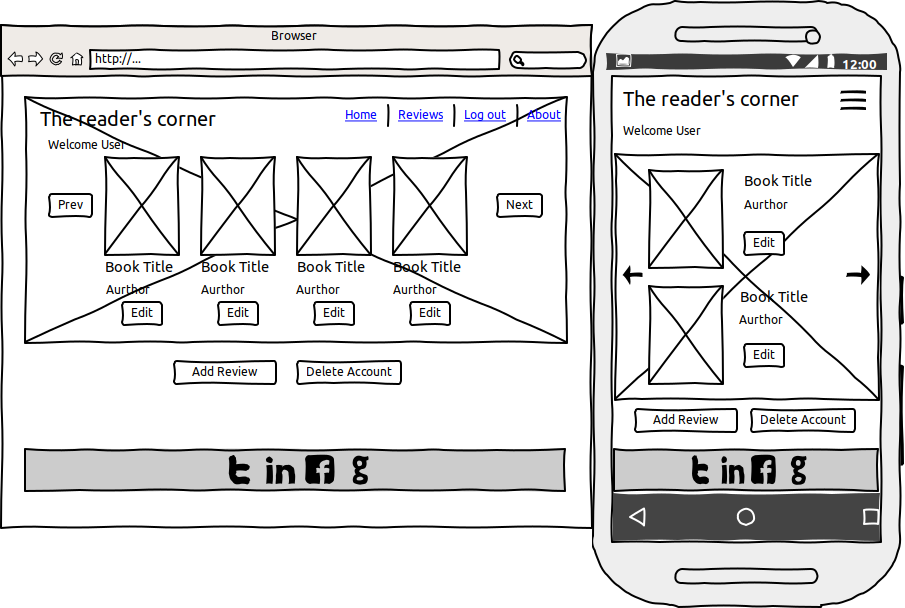 Browser
http://...
The reader's corner
Home Reviews Log out About
Welcome User
Prev
Next
Book Title Book Title Book Title Book Title
Aurthor Aurthor Aurthor Aurthor
Edit Edit Edit Edit
Add Review Delete Account
t in f g
12:00
The reader's corner
Welcome User
Book Title
Aurthor
Edit
Book Title
Aurthor
Edit
Add Review Delete Account
t in f g